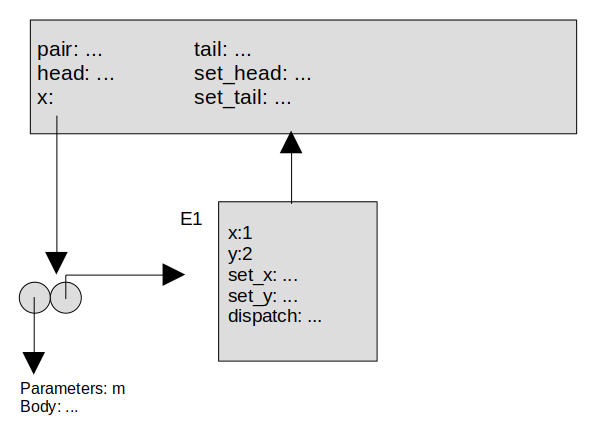 pair: ...
head: ...
x:
tail: ...
set_head: ...
set_tail: ...
E1
x:1
y:2
set_x: ...
set_y: ...
dispatch: ...
Parameters: m
Body: ...